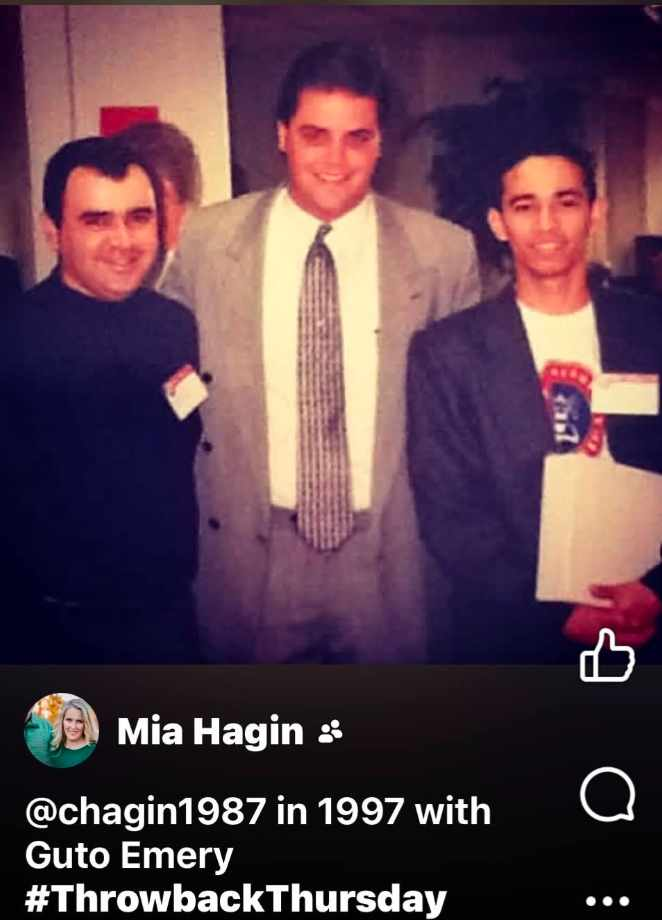 Mia Hagin
@chagin1987 in 1997 with
Guto Emery
#ThrowbackThursday